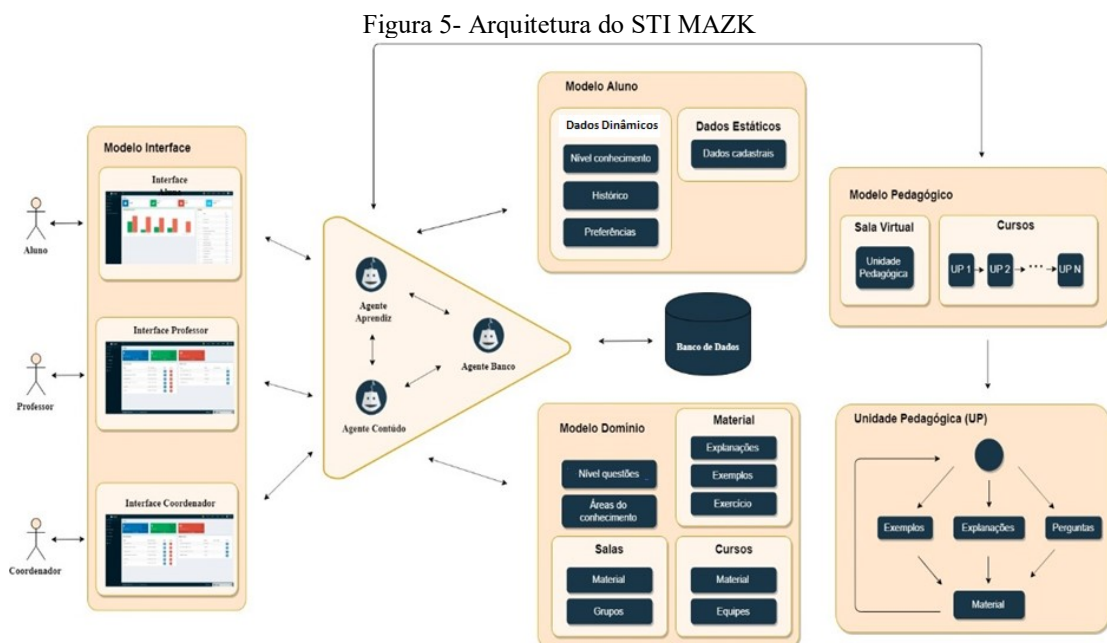 Figura 5- Arquitetura do STI MAZK
Modelo Interface
Interface
Aluno
Aluno
Interface Professor
Professor
Interface Coordenador
Coordenador
Agente
Aprendiz
Agente Banco
Agente Contúdo
Modelo Aluno
Dados Dinâmicos
Nível conhecimento
Histórico
Preferências
Dados Estáticos
Dados cadastrais
Banco de Dados
Modelo Domínio
Nível questões
Áreas do
conhecimento
Material
Explanações
Exemplos
Exercício
Salas
Material
Grupos
Cursos
Material
Equipes
Modelo Pedagógico
Sala Virtual
Unidade
Pedagógica
Cursos
UP 1
UP 2
UP N
Unidade Pedagógica (UP)
Exemplos
Explanações
Perguntas
Material